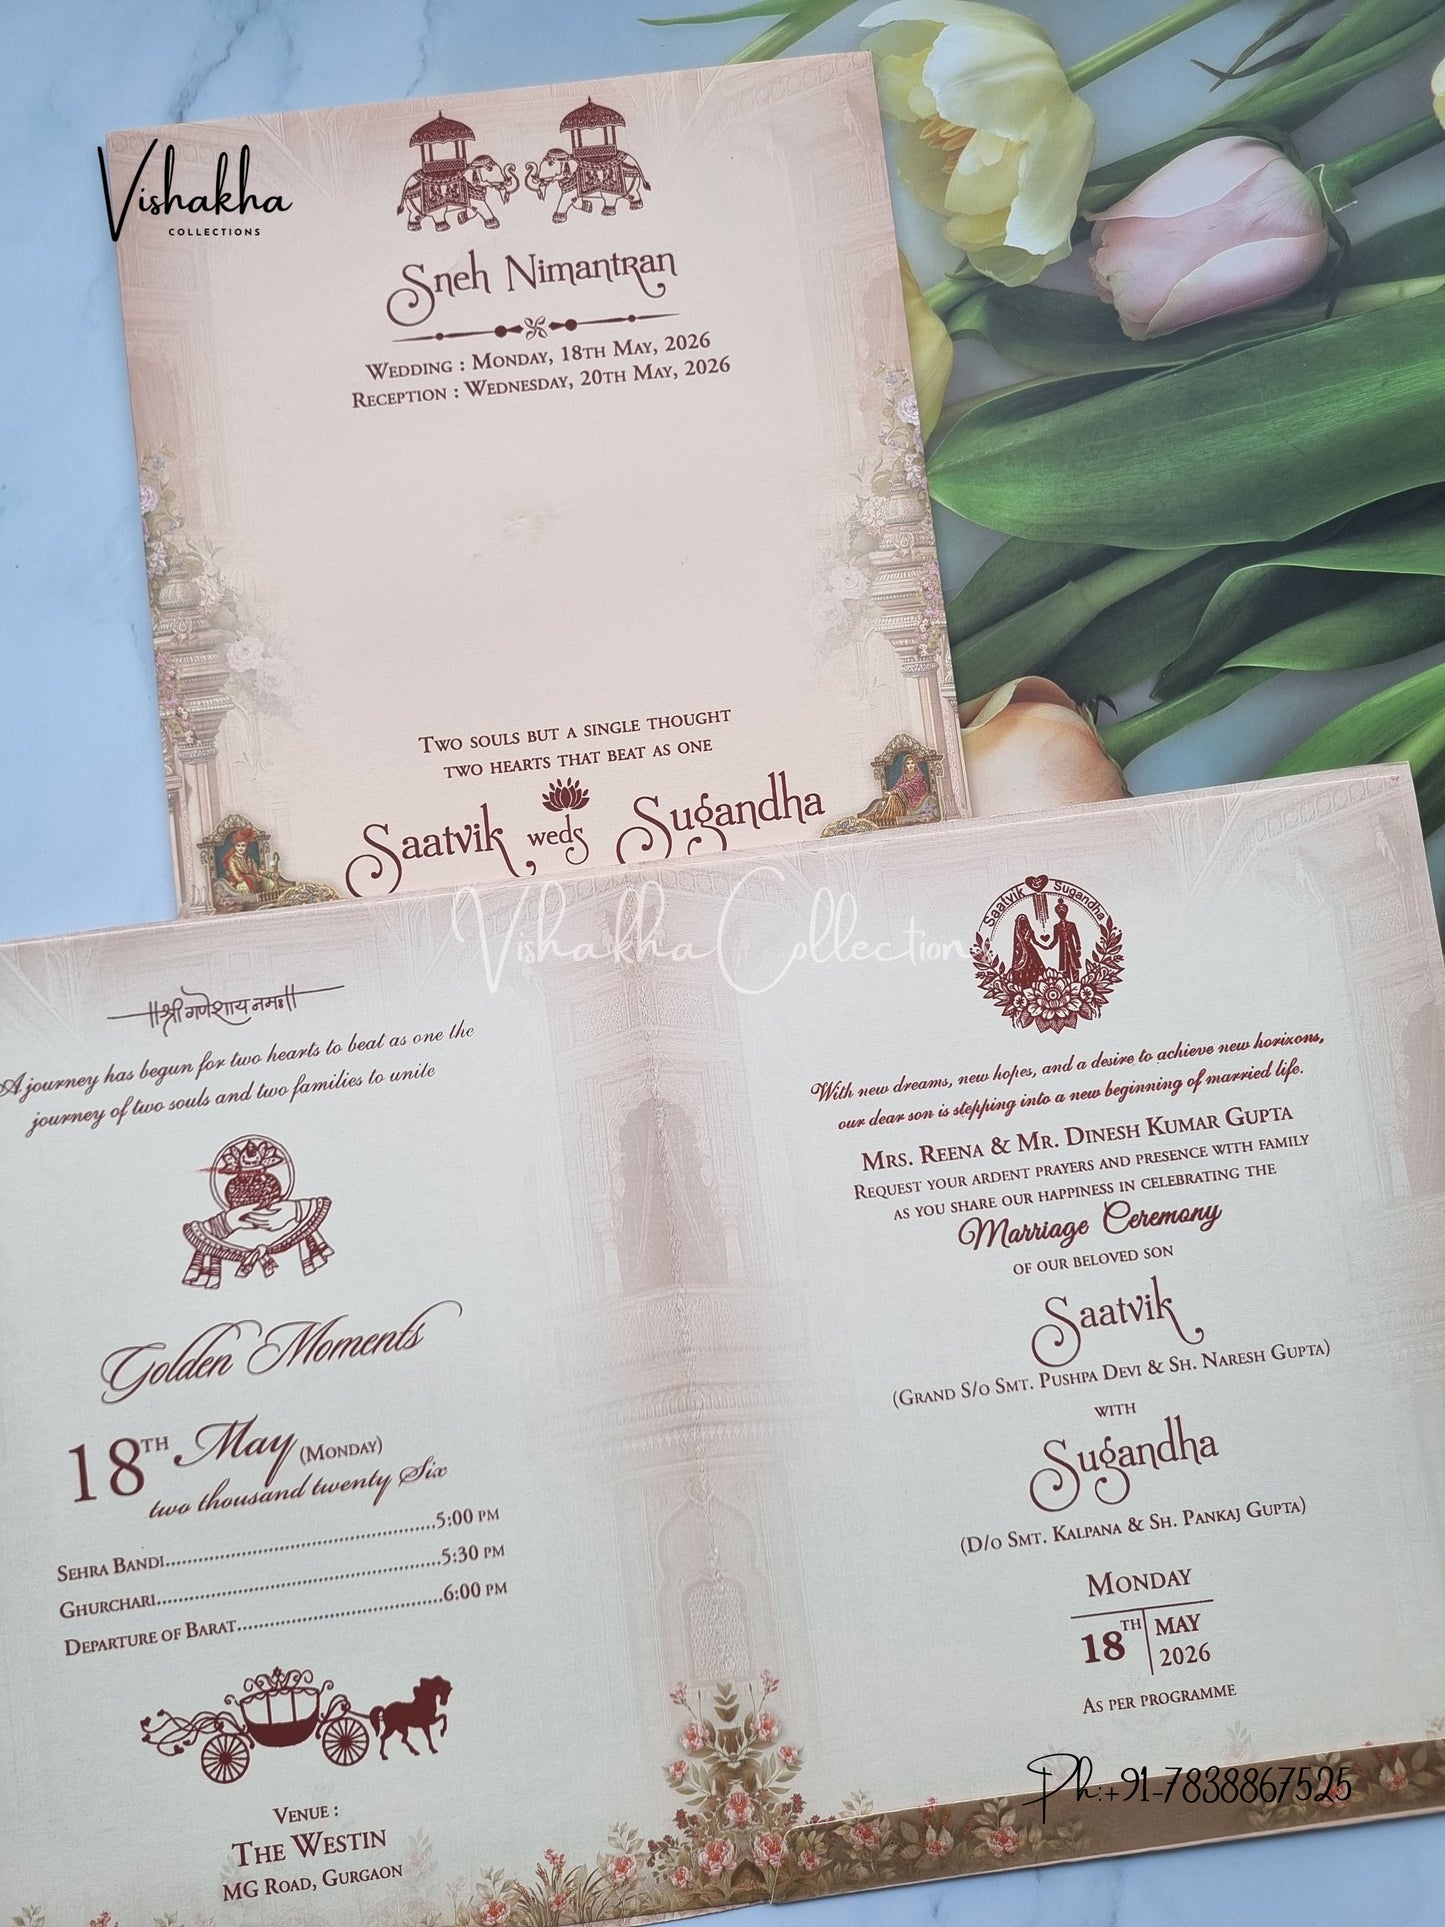 Vishakha
COLLECTIONS
Sneh Nimantran
WEDDING : MONDAY, 18TH MAY, 2026
RECEPTION : WEDNESDAY, 20TH MAY, 2026
TWO SOULS BUT A SINGLE THOUGHT
TWO HEARTS THAT BEAT AS ONE
Saatvik weds Sugandha
Vishakha Collection
||श्री गणेशाय नमः||
A journey has begun for two hearts to beat as one the
journey of two souls and two families to unite
Golden Moments
18TH May (MONDAY)
two thousand twenty Six
SEHRA BANDI..........................................5:00 PM
GHURCHARI..........................................5:30 PM
DEPARTURE OF BARAT..............................6:00 PM
VENUE :
THE WESTIN
MG ROAD, GURGAON
Saatvik Sugandha
With new dreams, new hopes, and a desire to achieve new horizons,
our dear son is stepping into a new beginning of married life.
MRS. REENA & MR. DINESH KUMAR GUPTA
REQUEST YOUR ARDENT PRAYERS AND PRESENCE WITH FAMILY
AS YOU SHARE OUR HAPPINESS IN CELEBRATING THE
Marriage Ceremony
OF OUR BELOVED SON
Saatvik
(GRAND S/O SMT. PUSHPA DEVI & SH. NARESH GUPTA)
WITH
Sugandha
(D/O SMT. KALPANA & SH. PANKAJ GUPTA)
MONDAY
18TH MAY
2026
AS PER PROGRAMME
Ph:+91-7838867525